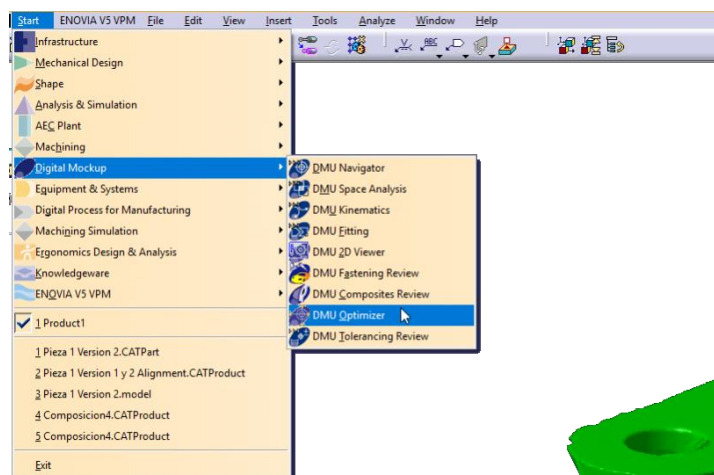 Start ENOVIA V5 VPM File Edit View Insert Tools Analyze Window Help
Infrastructure
Mechanical Design
Shape
Analysis & Simulation
AEC Plant
Machining
Digital Mockup
Equipment & Systems
Digital Process for Manufacturing
Machining Simulation
Ergonomics Design & Analysis
Knowledgeware
ENOVIA V5 VPM
1 Product1
1 Pieza 1 Version 2.CATPart
2 Pieza 1 Version 1 y 2 Alignment.CATProduct
3 Pieza 1 Version 2.model
4 Composicion4.CATProduct
5 Composicion4.CATProduct
Exit
DMU Navigator
DMU Space Analysis
DMU Kinematics
DMU Fitting
DMU 2D Viewer
DMU Fastening Review
DMU Composites Review
DMU Optimizer
DMU Tolerancing Review
ABC